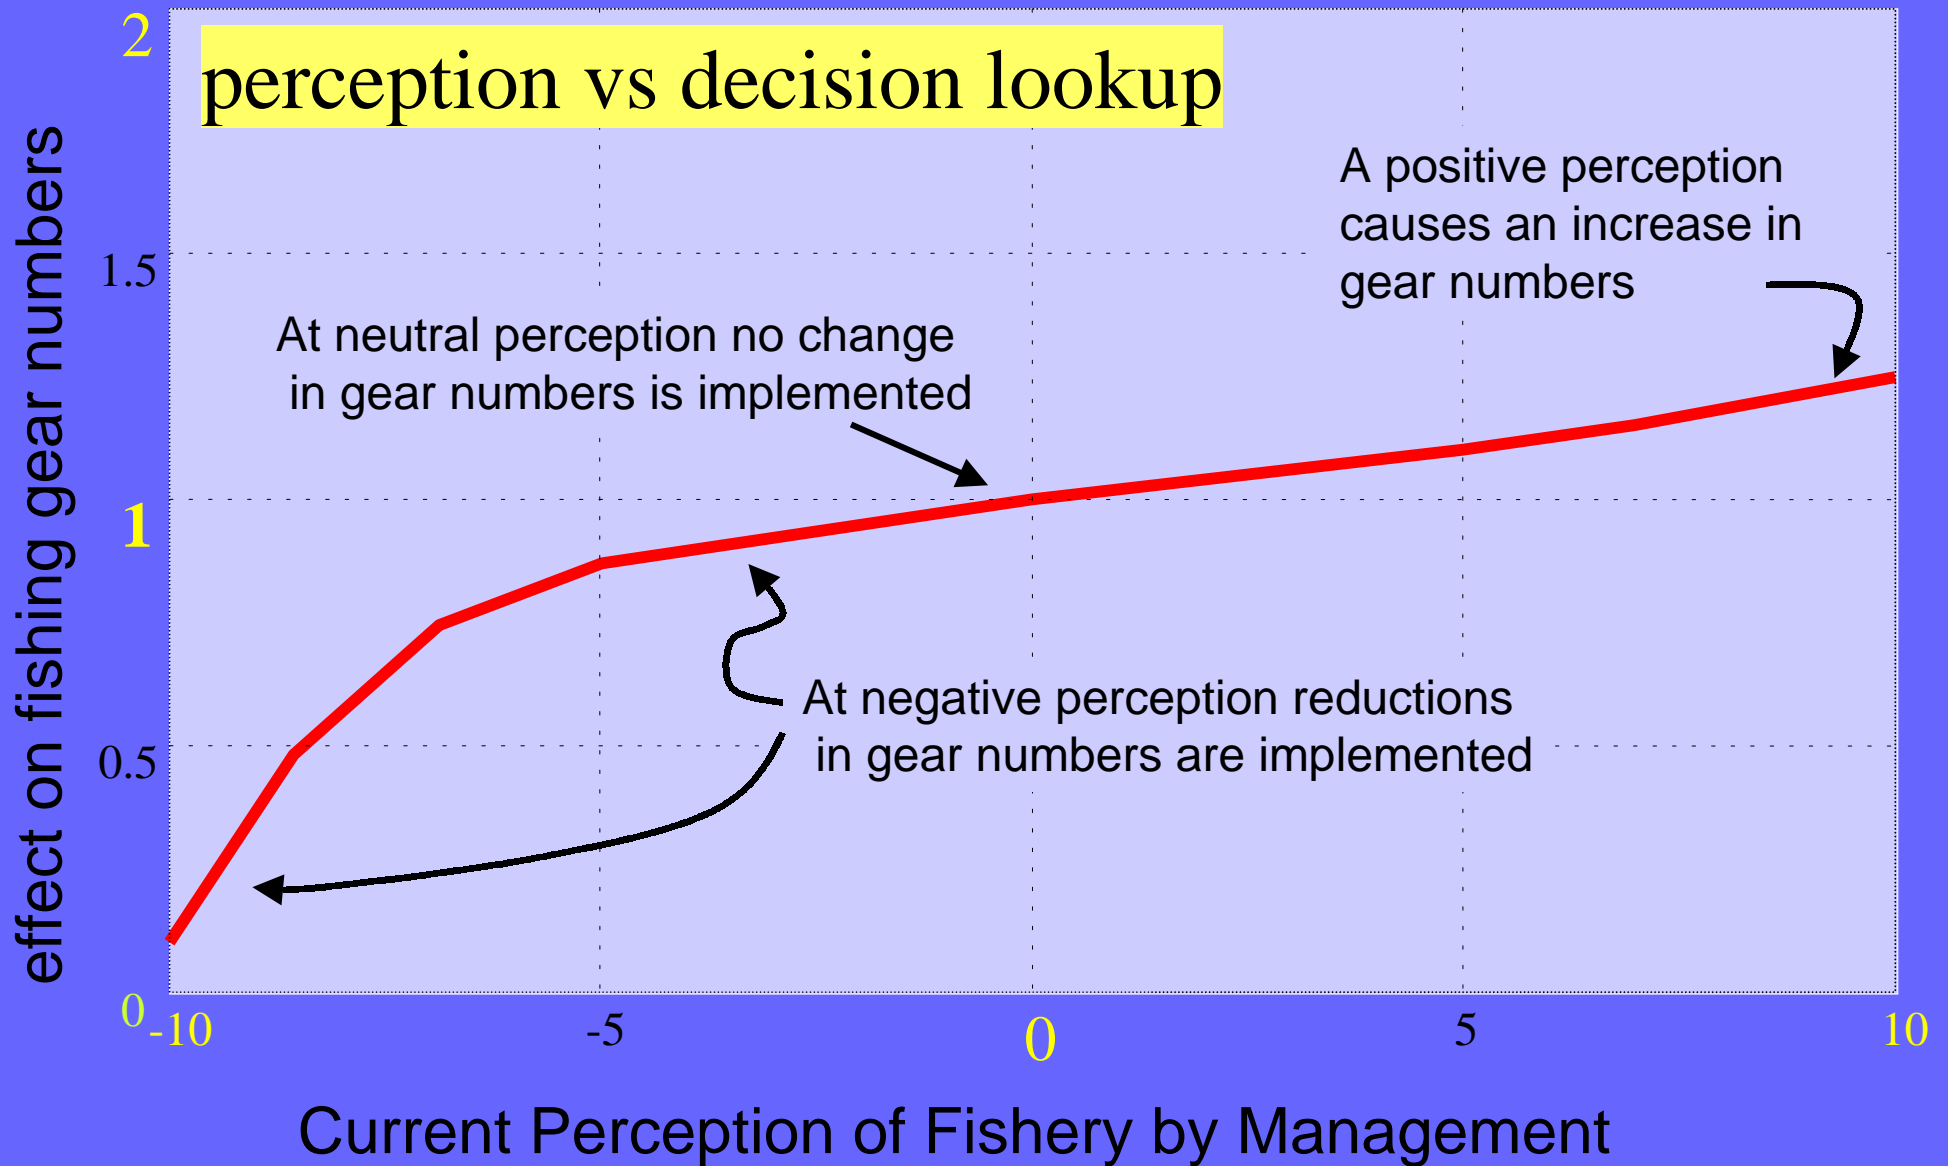 2
perception vs decision lookup
A positive perception
causes an increase in
gear numbers
1.5
At neutral perception no change
in gear numbers is implemented
1
At negative perception reductions
in gear numbers are implemented
0.5
effect on fishing gear numbers
0
-10 -5 0 5 10
Current Perception of Fishery by Management